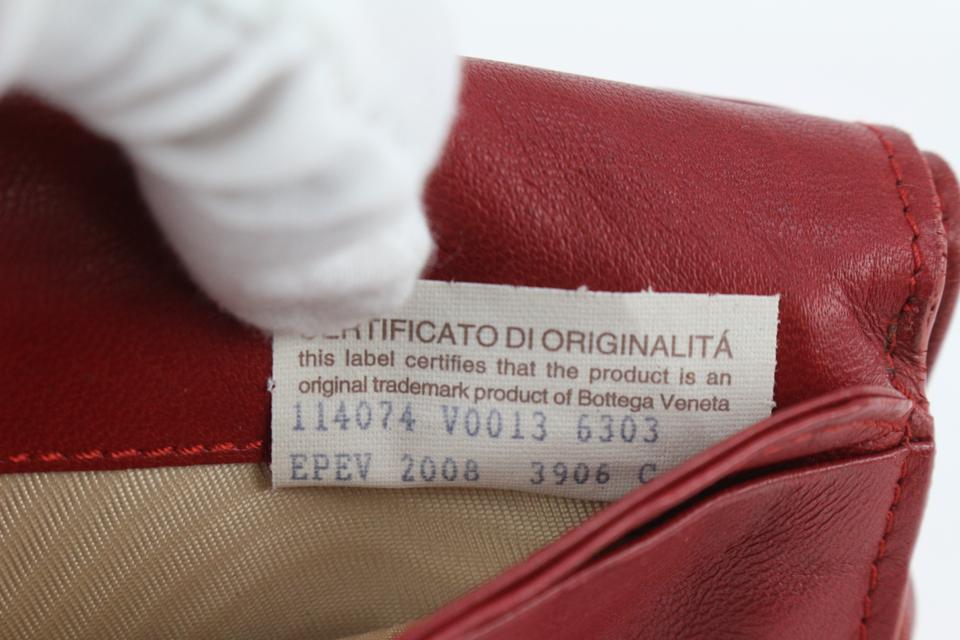 CERTIFICATO DI ORIGINALITÁ
this label certifies that the product is an
original trademark product of Bottega Veneta
114074 V0013 6303
EPEV 2008 3906 C